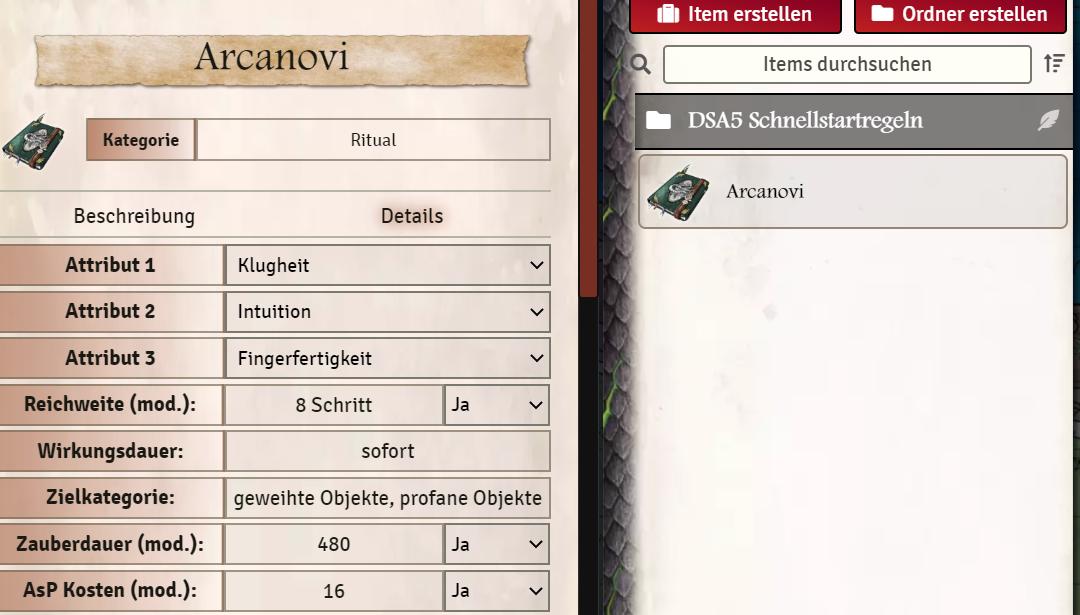 Arcanovi
Kategorie Ritual
Beschreibung Details
Attribut 1 Klugheit
Attribut 2 Intuition
Attribut 3 Fingerfertigkeit
Reichweite (mod.): 8 Schritt Ja
Wirkungsdauer: sofort
Zielkategorie: geweihte Objekte, profane Objekte
Zauberdauer (mod.): 480 Ja
AsP Kosten (mod.): 16 Ja
Item erstellen Ordner erstellen
Items durchsuchen
DSA5 Schnellstartregeln
Arcanovi